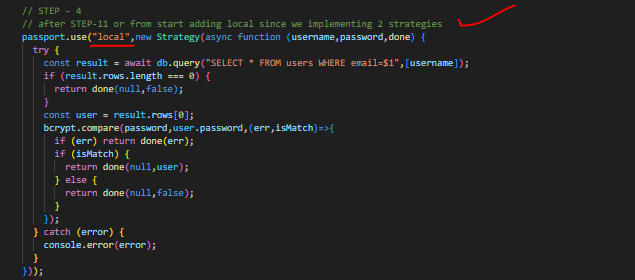 // STEP - 4
// after STEP-11 or from start adding local since we implementing 2 strategies
passport.use("local",new Strategy(async function (username,password,done) {
try {
const result = await db.query("SELECT * FROM users WHERE email=$1",[username]);
if (result.rows.length === 0) {
return done(null,false);
}
const user = result.rows[0];
bcrypt.compare(password,user.password,(err,isMatch)=>{
if (err) return done(err);
if (isMatch) {
return done(null,user);
} else {
return done(null,false);
}
});
} catch (error) {
console.error(error);
}
}));